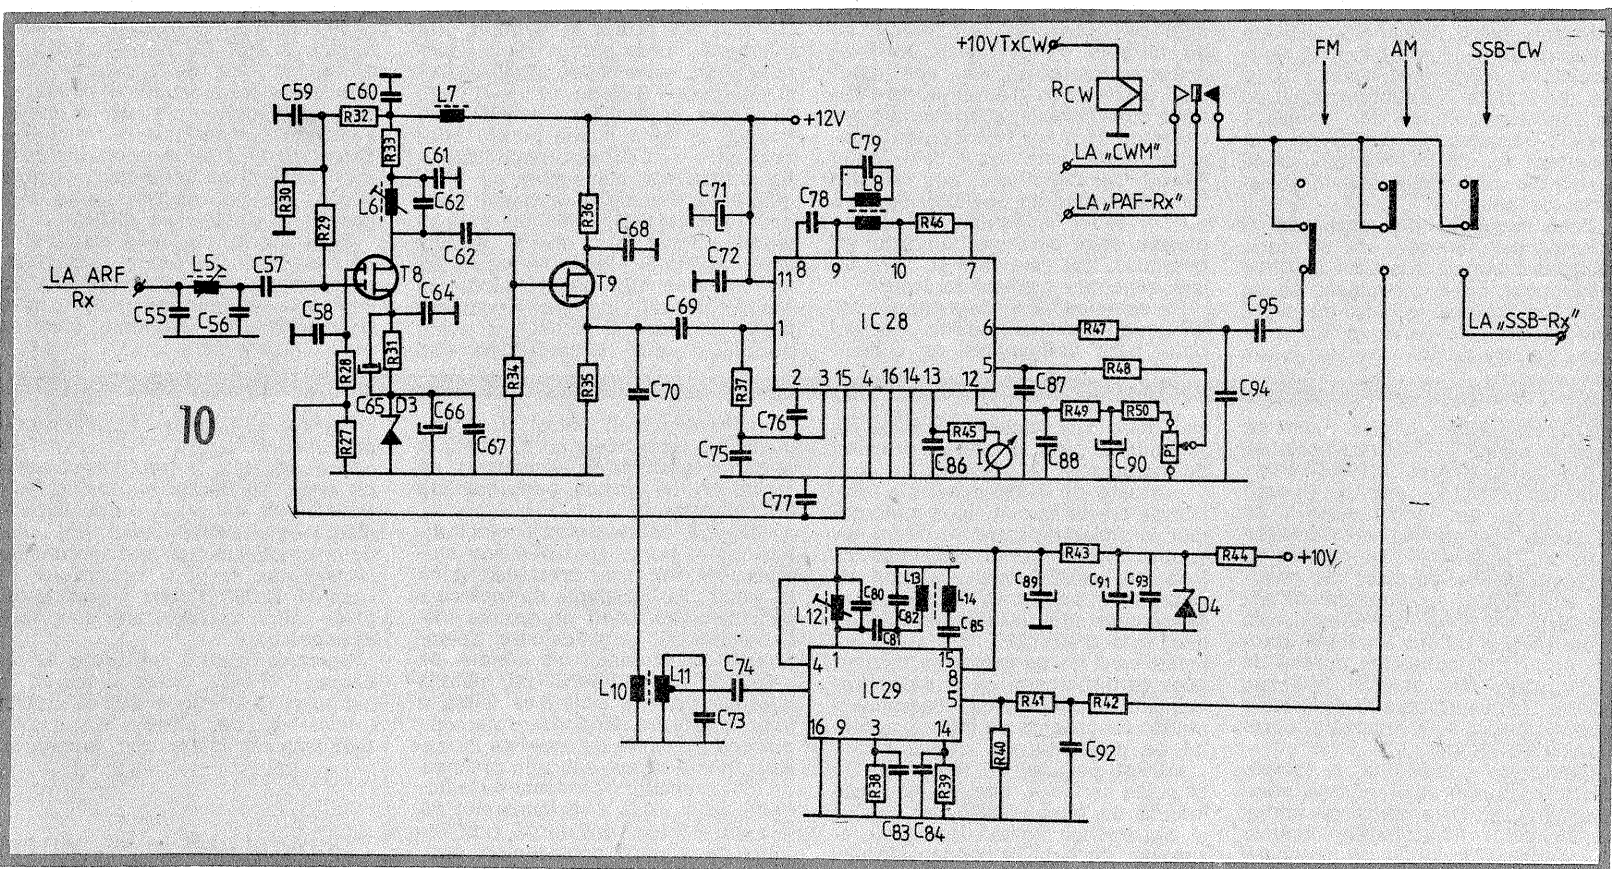 +10VTxCW
FM
AM
SSB-CW
RCW
LA „CWM"
LA „PAF-Rx"
LA „SSB-Rx"
C59
C60
L7
R32
+12V
R33
C61
C62
L6
R30
R29
C62
R36
C68
C71
C72
C79
L8
C78
R46
8
9
10
7
11
LA ARF
Rx
L5
C57
C55
C56
T8
T9
C58
C64
C69
1
IC28
6
R47
C95
5
R48
R28
R31
R34
R35
C70
R37
2
3
15
4
16
14
13
12
C87
C94
10
C65
D3
C66
C67
R27
C76
C75
R45
I
C86
R49
R50
C88
C90
P1
C77
R43
R44
+10V
C89
C91
C93
D4
L12
C80
C81
C82
L13
L14
C85
4
1
15
8
5
IC29
L10
L11
C74
C73
R41
R42
16
9
3
14
R40
C92
R38
R39
C83
C84